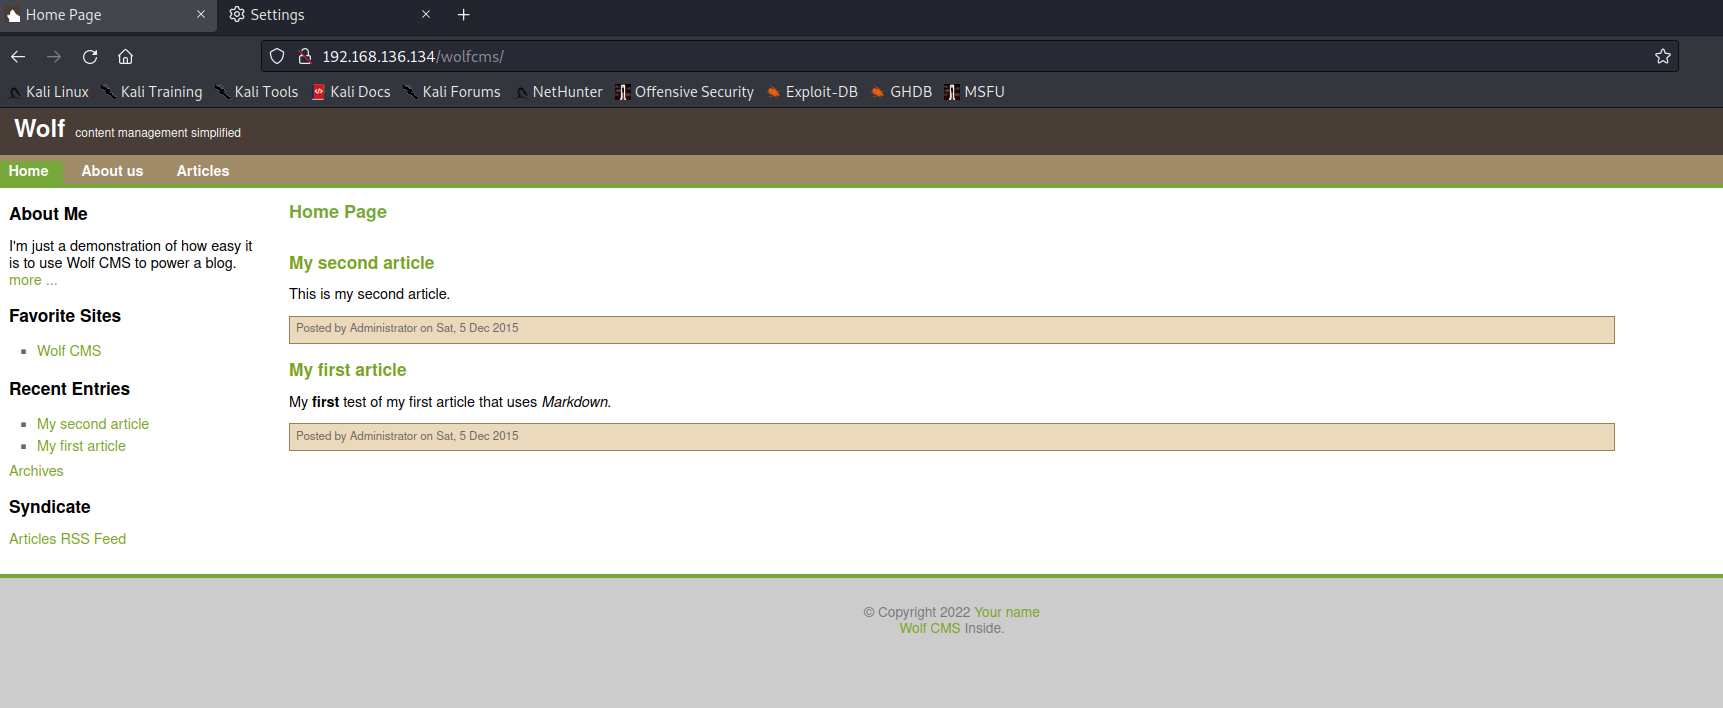 Home Page
Settings
192.168.136.134/wolfcms/
Kali Linux Kali Training Kali Tools Kali Docs Kali Forums NetHunter Offensive Security Exploit-DB GHDB MSFU
Wolf content management simplified
Home About us Articles
About Me
I'm just a demonstration of how easy it
is to use Wolf CMS to power a blog.
more ...
Favorite Sites
Wolf CMS
Recent Entries
My second article
My first article
Archives
Syndicate
Articles RSS Feed
Home Page
My second article
This is my second article.
Posted by Administrator on Sat, 5 Dec 2015
My first article
My first test of my first article that uses Markdown.
Posted by Administrator on Sat, 5 Dec 2015
© Copyright 2022 Your name
Wolf CMS Inside.